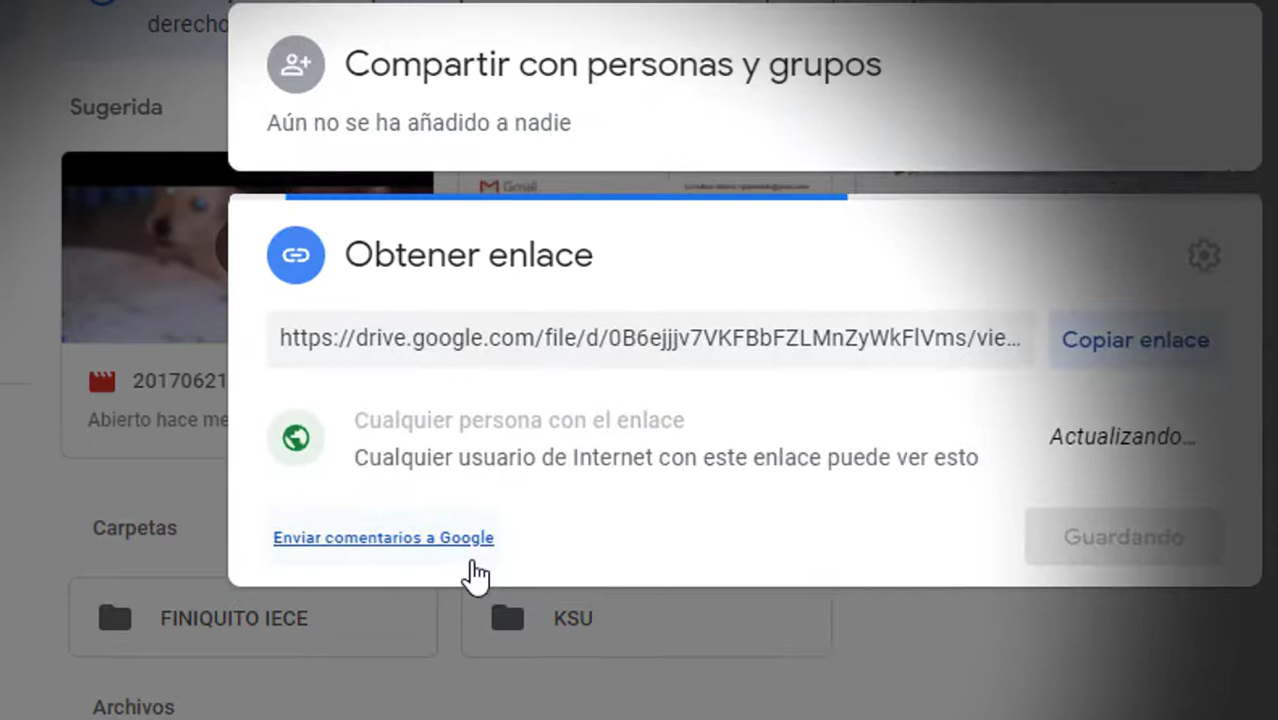 derecho
Compartir con personas y grupos
Aún no se ha añadido a nadie
Sugerida
Gmail
Obtener enlace
https://drive.google.com/file/d/0B6ejjjv7VKFBbFZLMnZyWkFlVms/vie...
Copiar enlace
20170621
Abierto hace me
Cualquier persona con el enlace
Cualquier usuario de Internet con este enlace puede ver esto
Actualizando...
Enviar comentarios a Google
Guardando
Carpetas
FINIQUITO IECE
KSU
Archivos